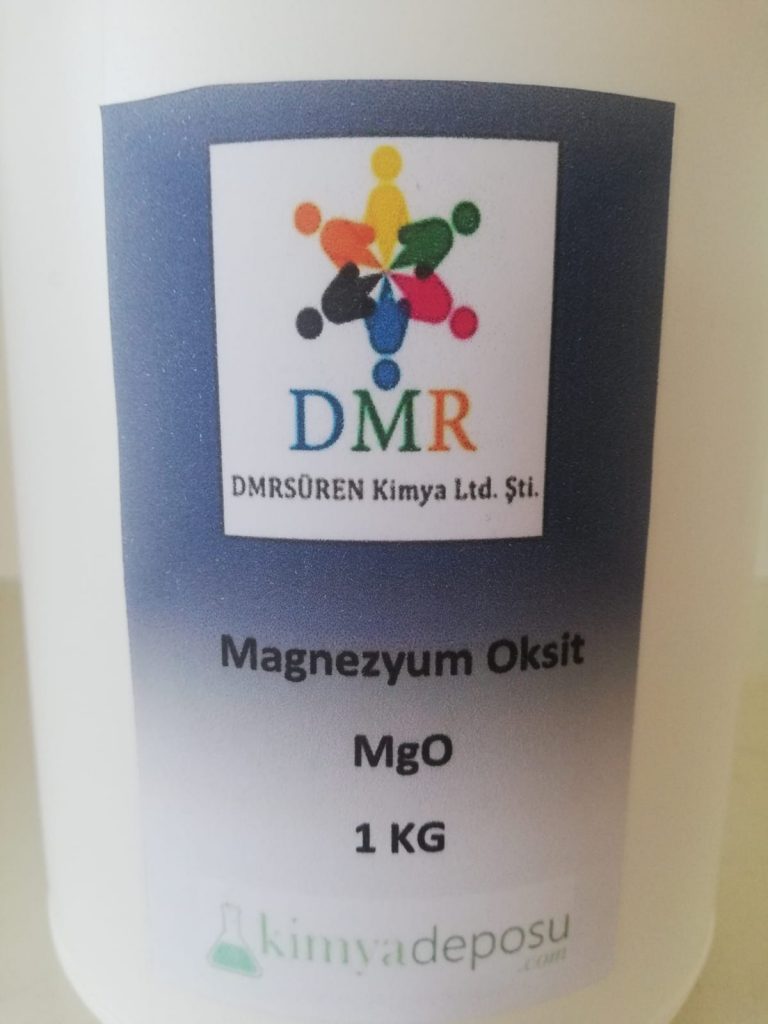 DMR
DMRSÜREN Kimya Ltd. Şti.
Magnezyum Oksit
MgO
1 KG
kimyadeposu
.com